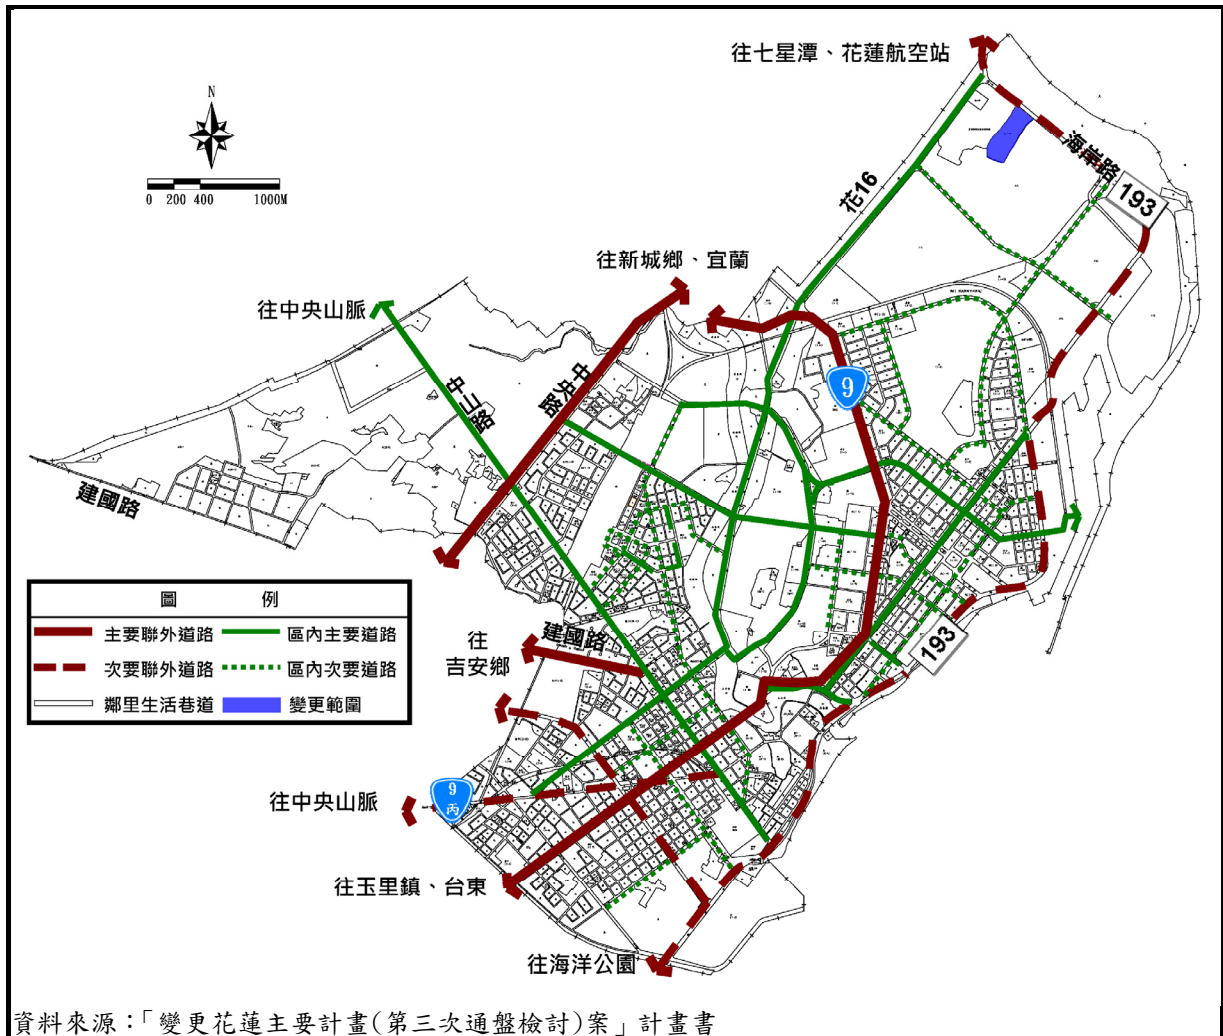 往七星潭、花蓮航空站
N
0 200 400 1000M
海岸路
193
花16
往新城鄉、宜蘭
往中央山脈
中央路
中山路
9
建國路
圖 例
主要聯外道路
區內主要道路
次要聯外道路
區內次要道路
鄰里生活巷道
變更範圍
往
吉安鄉
建國路
193
往中央山脈
9
丙
往玉里鎮、台東
往海洋公園
資料來源：「變更花蓮主要計畫(第三次通盤檢討)案」計畫書